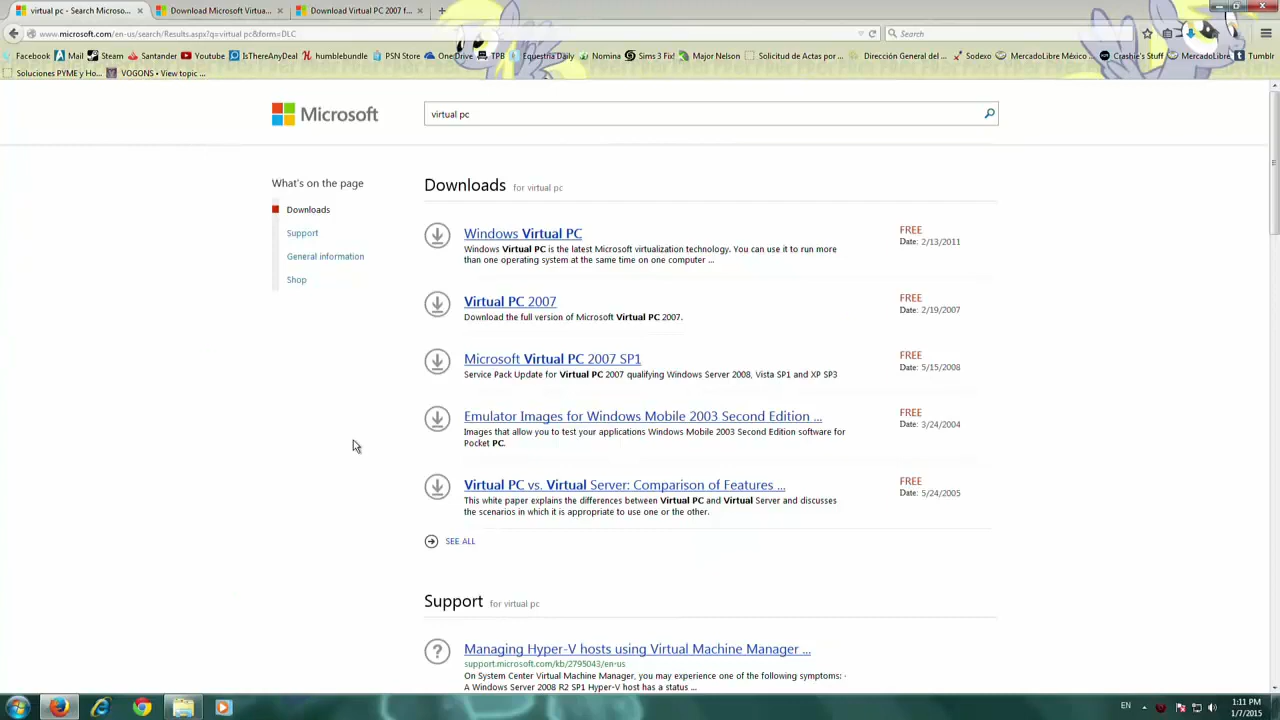 virtual pc - Search Microso...
Download Microsoft Virtua...
Download Virtual PC 2007 f...
www.microsoft.com/en-us/search/Results.aspx?q=virtual pc&form=DLC
Search
Facebook
Mail
Steam
Santander
Youtube
IsThereAnyDeal
humblebundle
PSN Store
OneDrive
TPB
Equestria Daily
Nomina
Sims 3 Fixes
Major Nelson
Solicitud de Acta por ...
Dirección General del ...
Sodexo
MercadoLibre México ...
Crashie's Stuff
MercadoLibre
Tumblr
Soluciones PYME y Ho...
VOGONS • View topic ...
Microsoft
virtual pc
What's on the page
Downloads
Support
General information
Shop
Downloads for virtual pc
Windows Virtual PC
FREE
Windows Virtual PC is the latest Microsoft virtualization technology. You can use it to run more
Date: 2/13/2011
than one operating system at the same time on one computer ...
Virtual PC 2007
FREE
Download the full version of Microsoft Virtual PC 2007.
Date: 2/19/2007
Microsoft Virtual PC 2007 SP1
FREE
Service Pack Update for Virtual PC 2007 qualifying Windows Server 2008, Vista SP1 and XP SP3
Date: 5/15/2008
Emulator Images for Windows Mobile 2003 Second Edition ...
FREE
Images that allow you to test your applications Windows Mobile 2003 Second Edition software for
Date: 3/24/2004
Pocket PC.
Virtual PC vs. Virtual Server: Comparison of Features ...
FREE
This white paper explains the differences between Virtual PC and Virtual Server and discusses
Date: 5/24/2005
the scenarios in which it is appropriate to use one or the other.
SEE ALL
Support for virtual pc
Managing Hyper-V hosts using Virtual Machine Manager ...
support.microsoft.com/kb/2795043/en-us
On System Center Virtual Machine Manager, you may experience one of the following symptoms: ·
A Windows Server 2008 R2 SP1 Hyper-V host has a status ...
EN
1:11 PM
1/7/2015